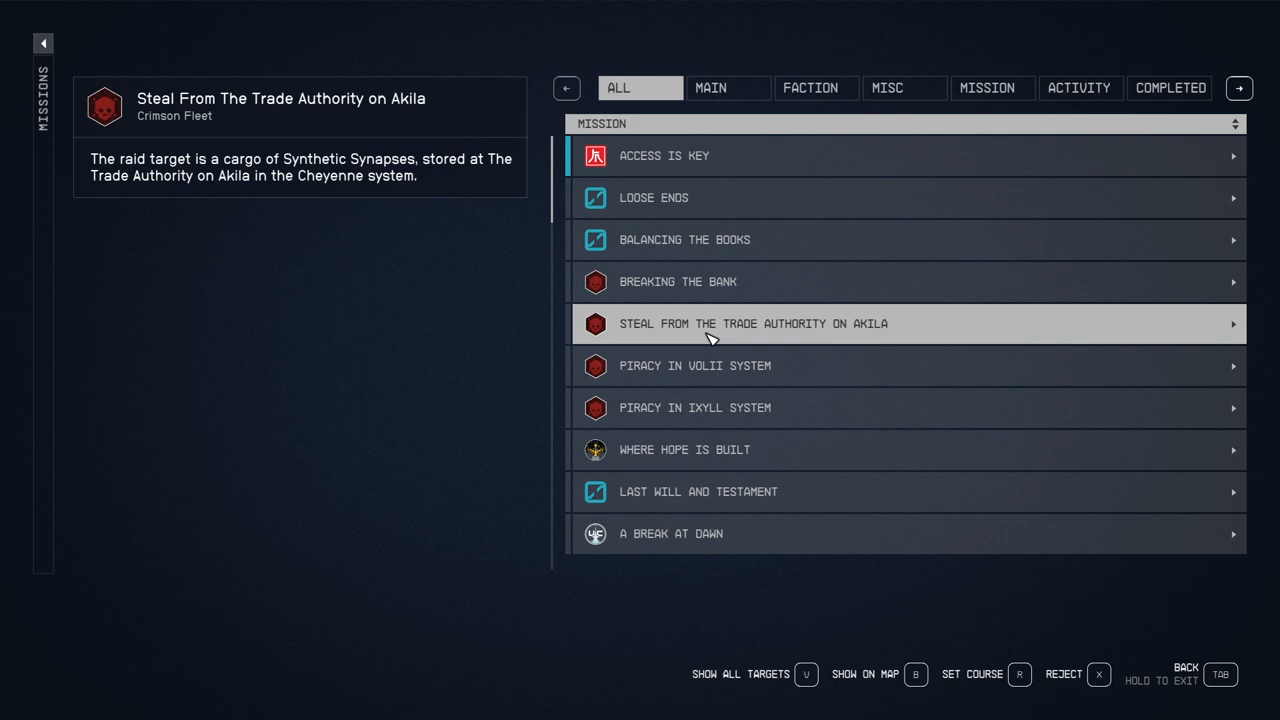 MISSIONS
Steal From The Trade Authority on Akila
Crimson Fleet
The raid target is a cargo of Synthetic Synapses, stored at The
Trade Authority on Akila in the Cheyenne system.
ALL MAIN FACTION MISC MISSION ACTIVITY COMPLETED
MISSION
ACCESS IS KEY
LOOSE ENDS
BALANCING THE BOOKS
BREAKING THE BANK
STEAL FROM THE TRADE AUTHORITY ON AKILA
PIRACY IN VOLII SYSTEM
PIRACY IN IXYLL SYSTEM
WHERE HOPE IS BUILT
LAST WILL AND TESTAMENT
UC A BREAK AT DAWN
SHOW ALL TARGETS V SHOW ON MAP B SET COURSE R REJECT X BACK TAB
HOLD TO EXIT